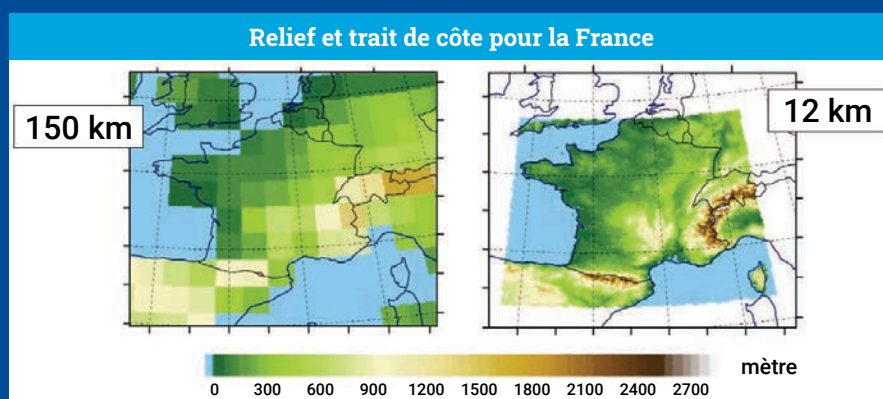 Relief et trait de côte pour la France
150 km
12 km
mètre
0 300 600 900 1200 1500 1800 2100 2400 2700